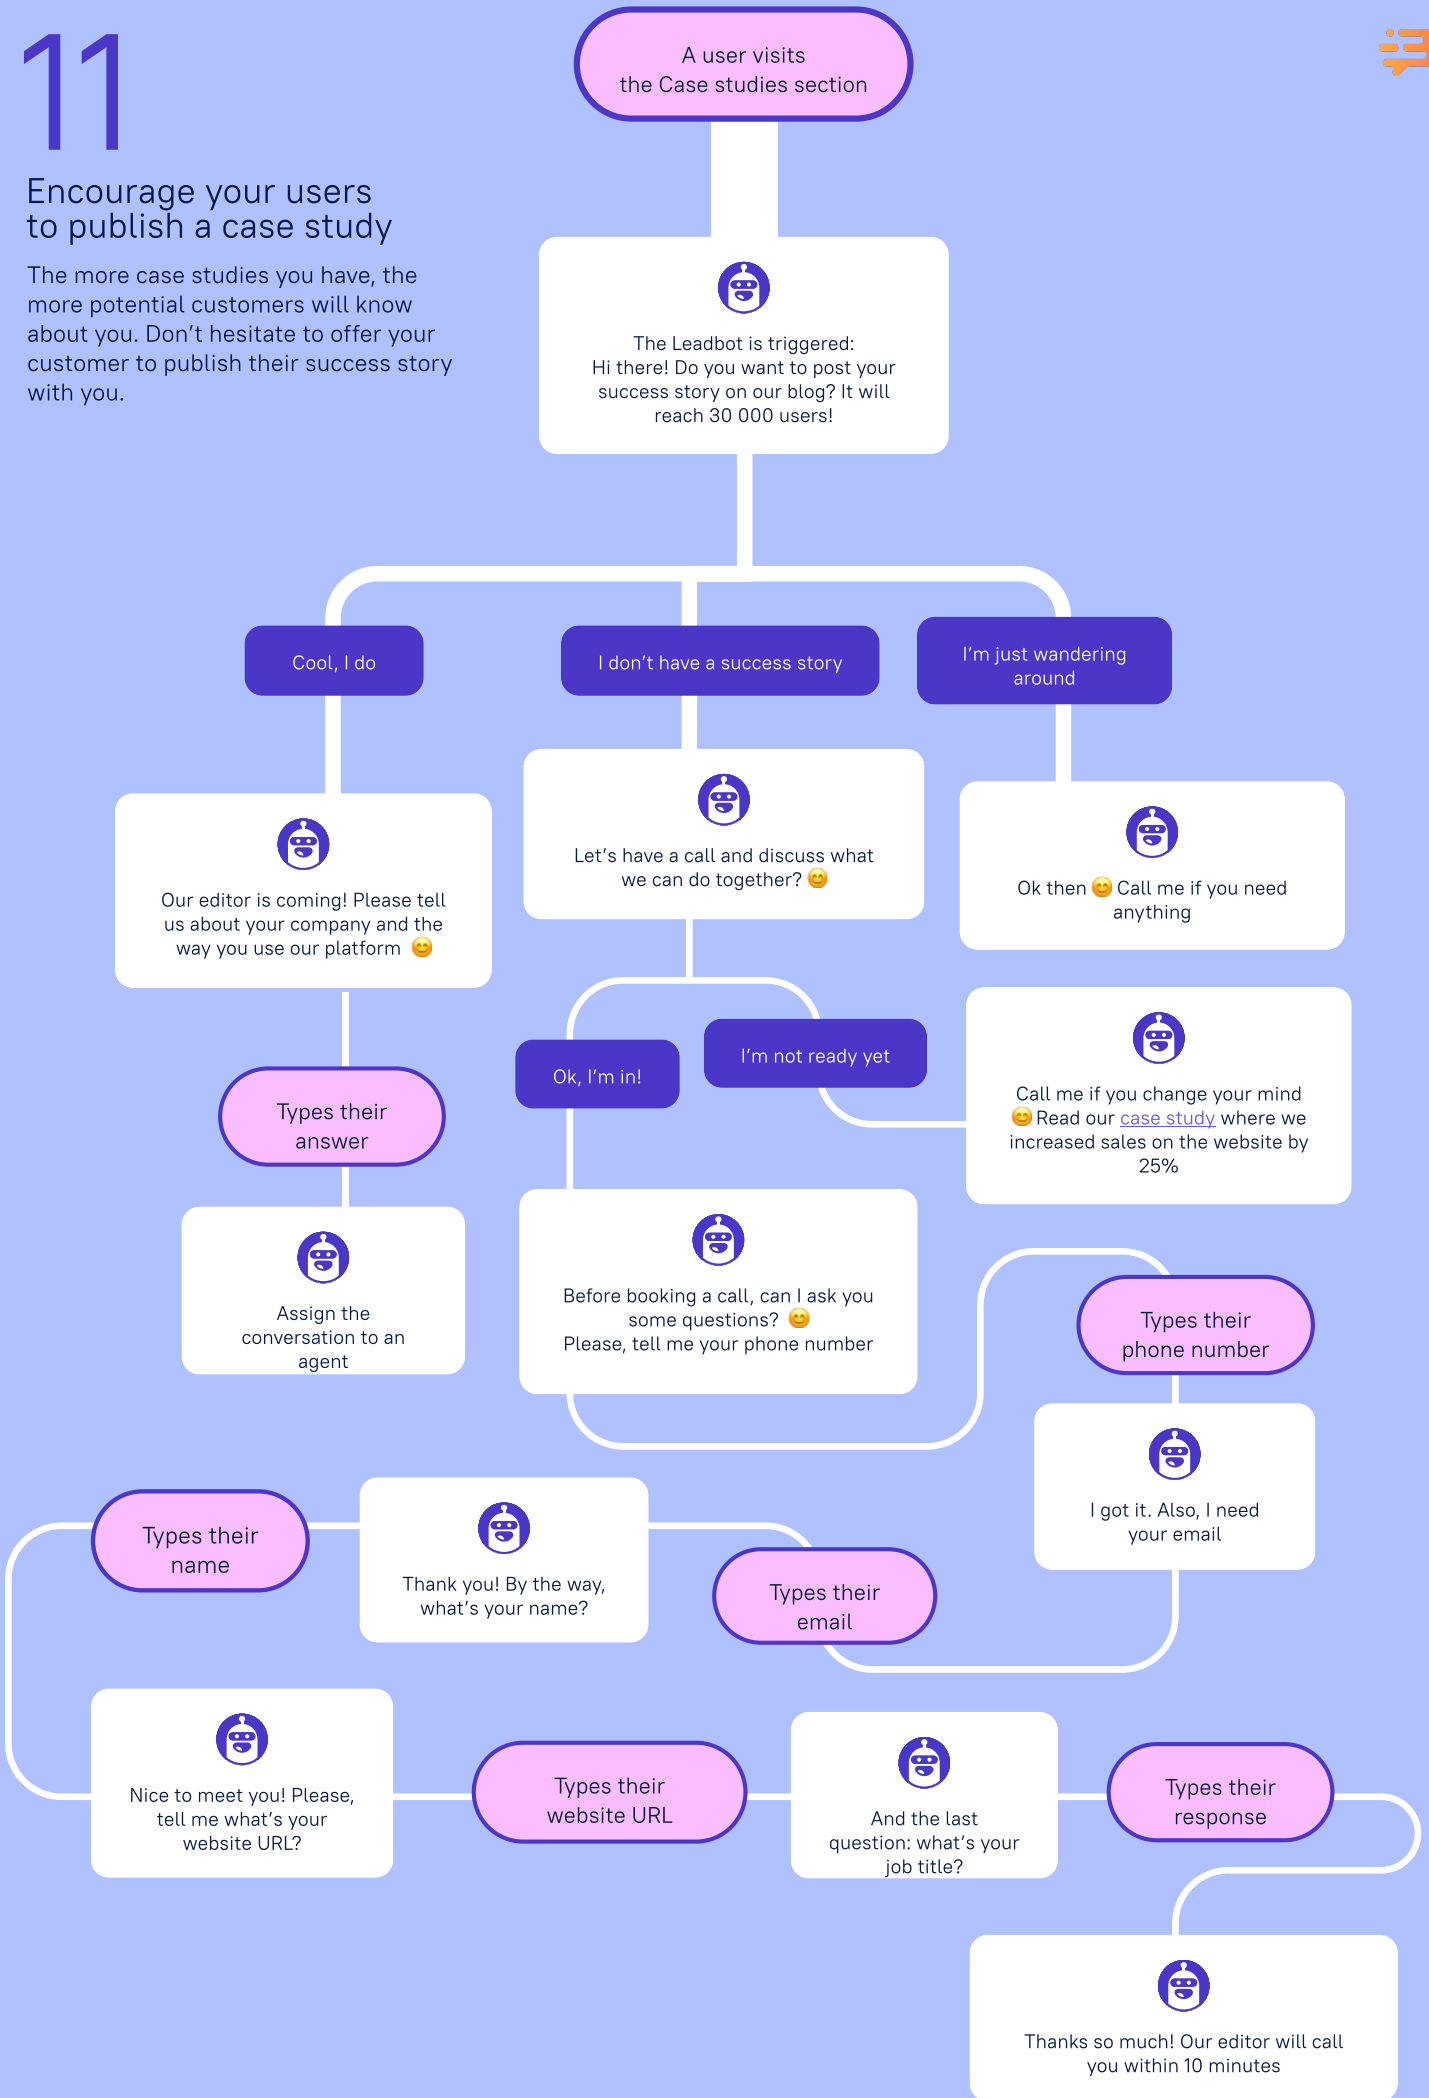 11
Encourage your users
to publish a case study
The more case studies you have, the
more potential customers will know
about you. Don't hesitate to offer your
customer to publish their success story
with you.
A user visits
the Case studies section
The Leadbot is triggered:
Hi there! Do you want to post your
success story on our blog? It will
reach 30 000 users!
Cool, I do
I don't have a success story
I'm just wandering
around
Our editor is coming! Please tell
us about your company and the
way you use our platform 😊
Let's have a call and discuss what
we can do together? 😊
Ok then 😊 Call me if you need
anything
Types their
answer
Ok, I'm in!
I'm not ready yet
Call me if you change your mind
😊 Read our case study where we
increased sales on the website by
25%
Assign the
conversation to an
agent
Before booking a call, can I ask you
some questions? 😊
Please, tell me your phone number
Types their
phone number
I got it. Also, I need
your email
Types their
email
Thank you! By the way,
what's your name?
Types their
name
Nice to meet you! Please,
tell me what's your
website URL?
Types their
website URL
And the last
question: what's your
job title?
Types their
response
Thanks so much! Our editor will call
you within 10 minutes